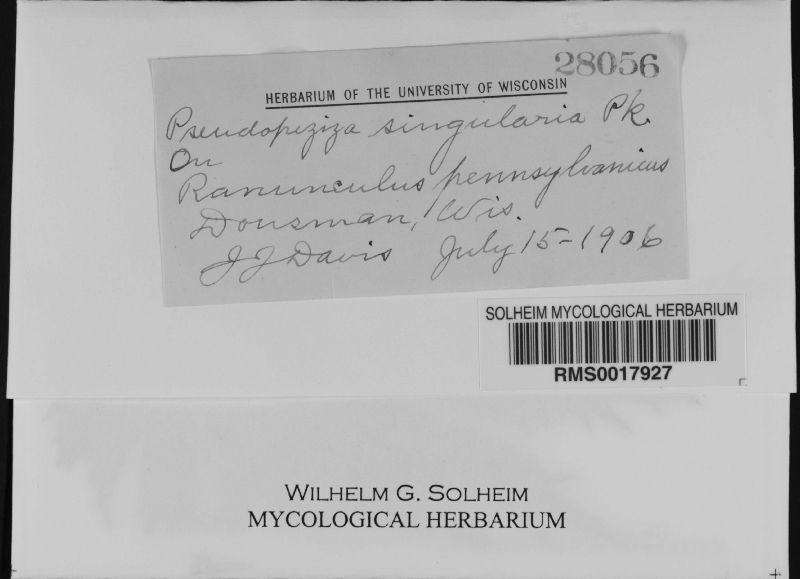 28056
HERBARIUM OF THE UNIVERSITY OF WISCONSIN
Pseudopeziza singularia Pk.
On
Ranunculus pennsylvanicus
Dousman, Wis.
J J Davis July 15-1906
SOLHEIM MYCOLOGICAL HERBARIUM
RMS0017927
WILHELM G. SOLHEIM
MYCOLOGICAL HERBARIUM